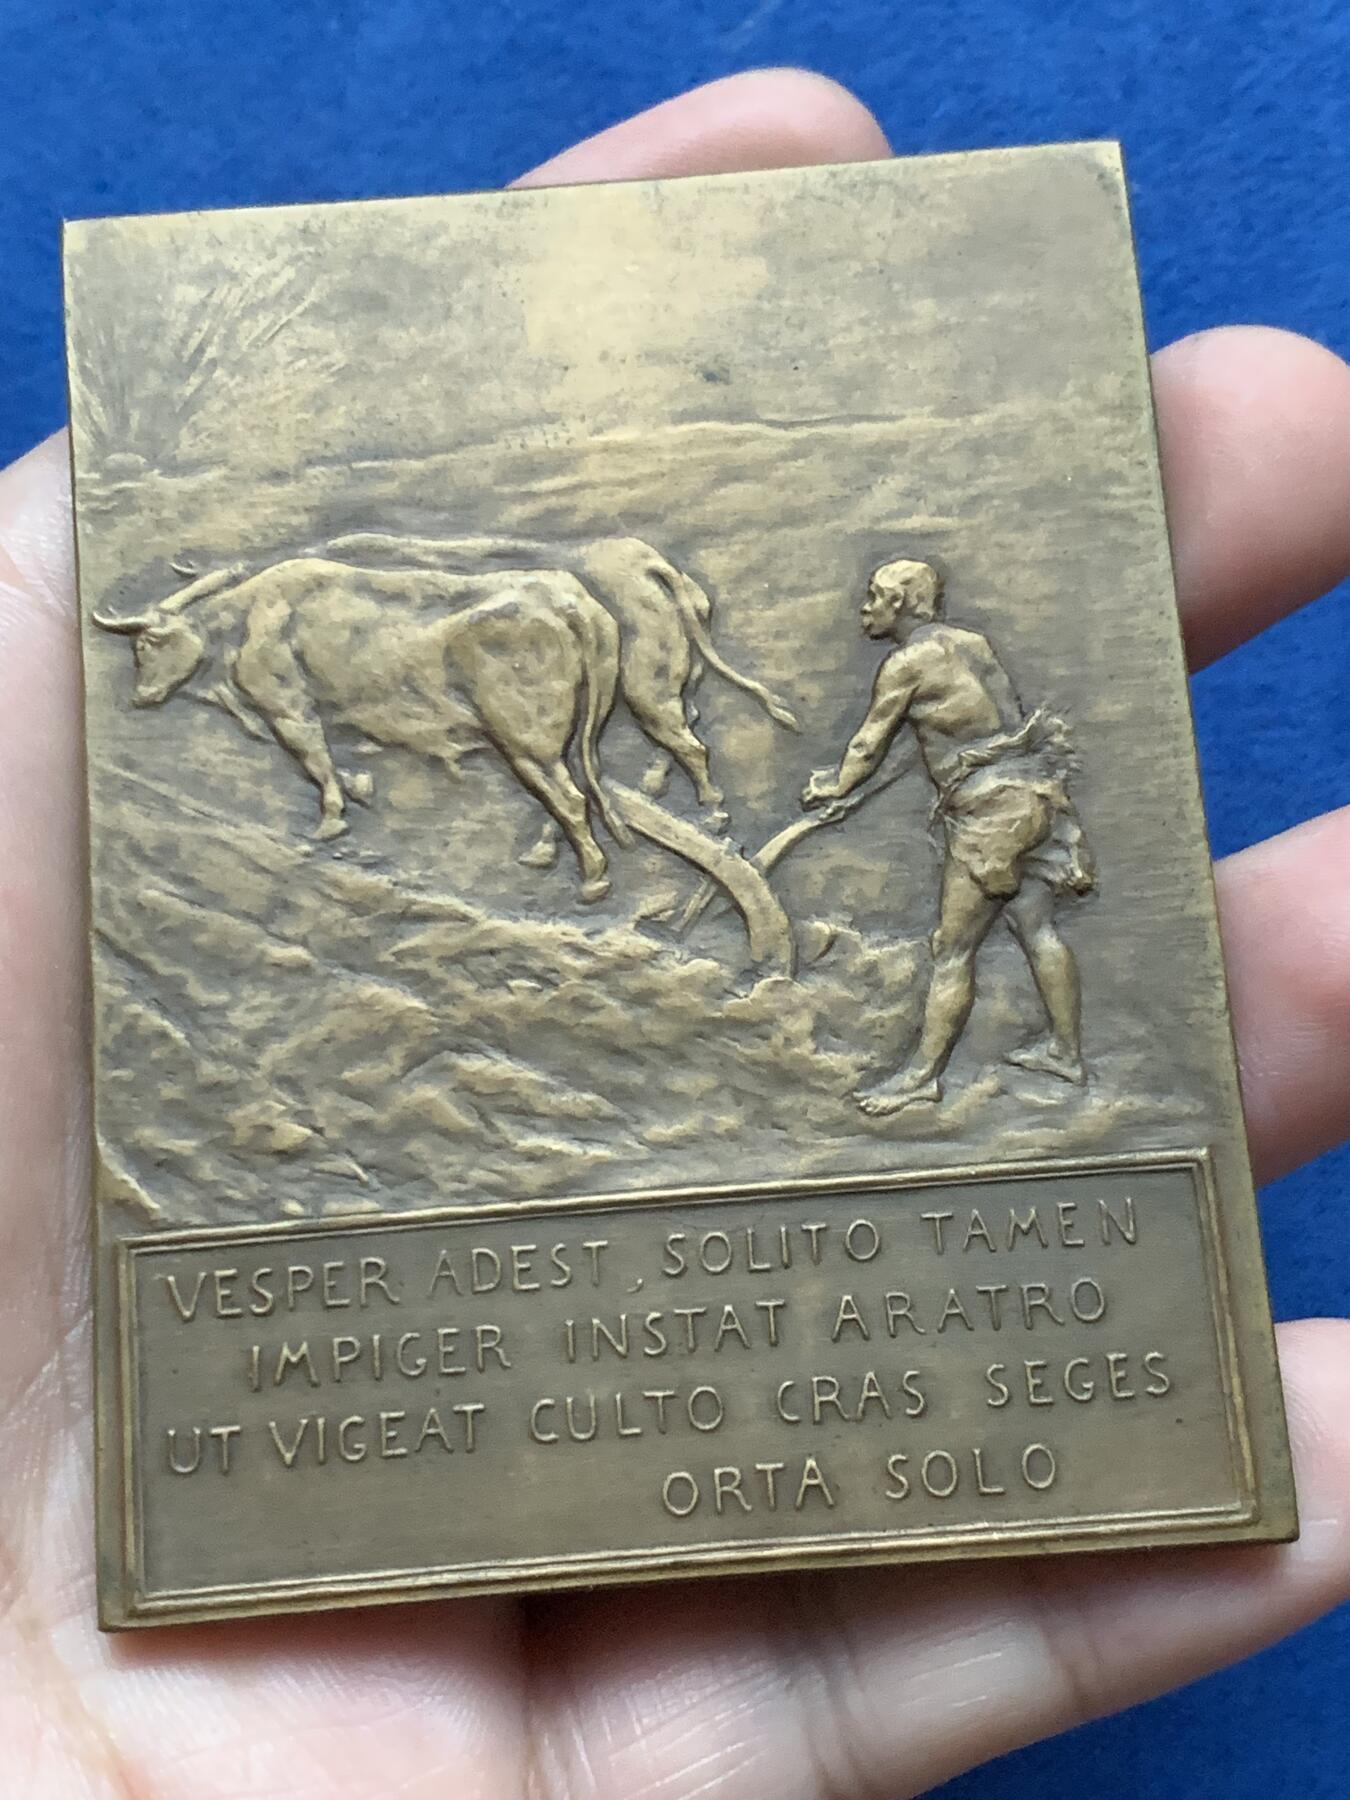 VESPER ADEST, SOLITO TAMEN
IMPIGER INSTAT ARATRO
UT VIGEAT CULTO CRAS SEGES
ORTA SOLO